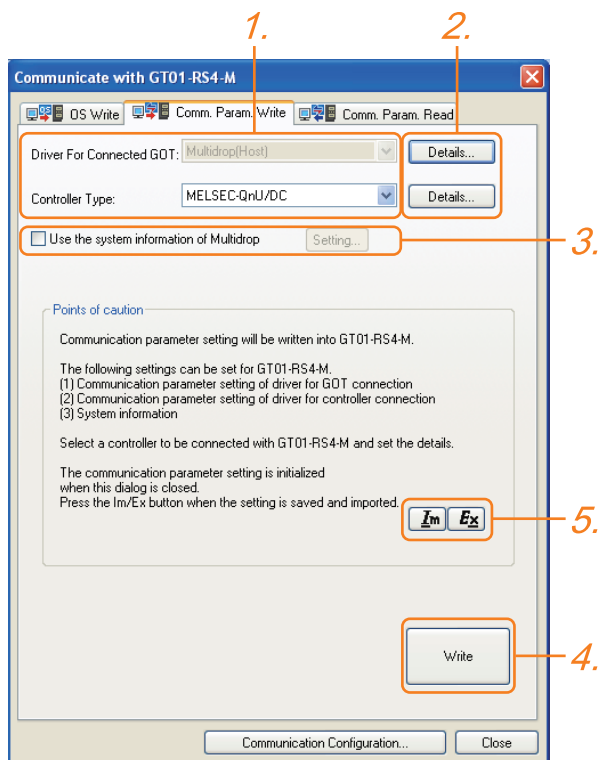 1. 2.
Communicate with GT01-RS4-M
OS Write Comm. Param. Write Comm. Param. Read
Driver For Connected GOT: Multidrop(Host) Details...
Controller Type: MELSEC-QnU/DC Details...
Use the system information of Multidrop Setting... 3.
Points of caution
Communication parameter setting will be written into GT01-RS4-M.
The following settings can be set for GT01-RS4-M.
(1) Communication parameter setting of driver for GOT connection
(2) Communication parameter setting of driver for controller connection
(3) System information
Select a controller to be connected with GT01-RS4-M and set the details.
The communication parameter setting is initialized
when this dialog is closed.
Press the Im/Ex button when the setting is saved and imported.
Im Ex 5.
Write 4.
Communication Configuration... Close